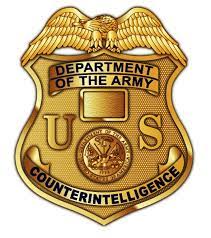 DEPARTMENT
OF THE ARMY
U S
COUNTERINTELLIGENCE